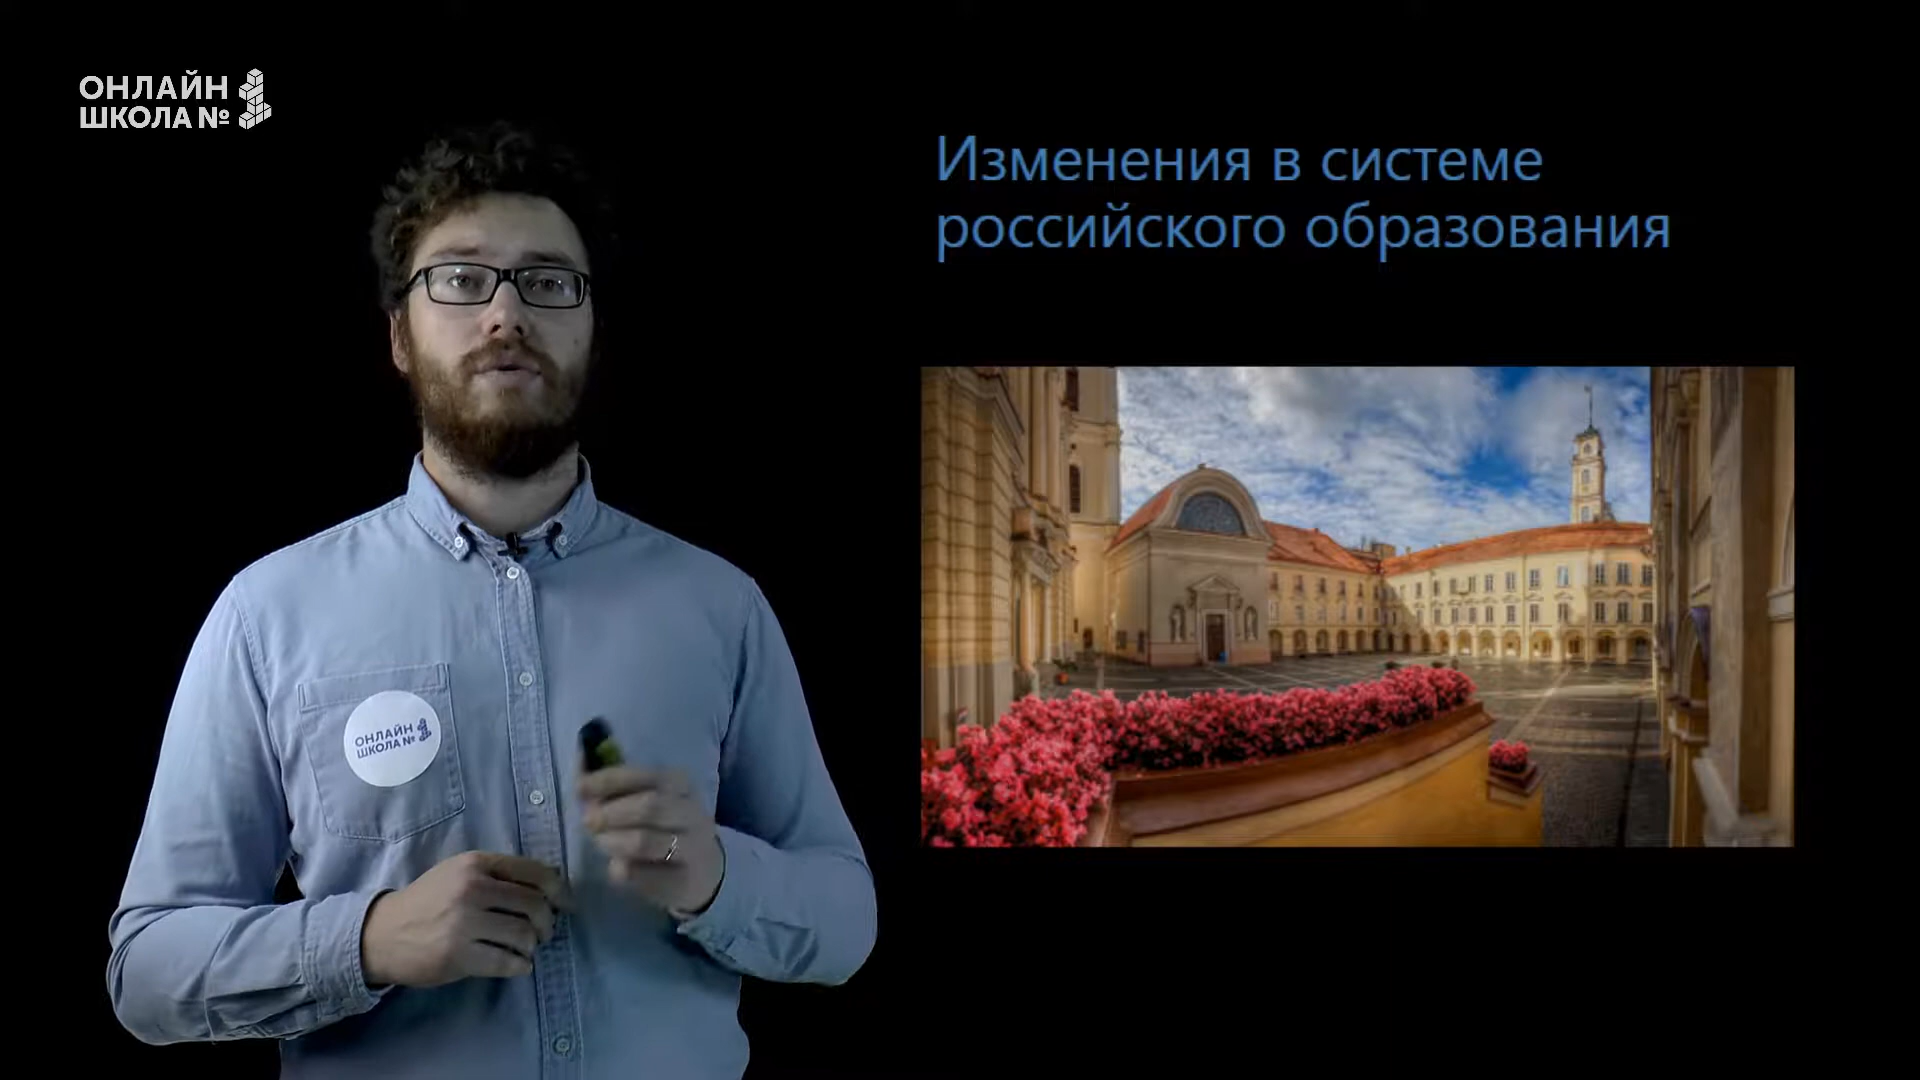 ОНЛАЙН
ШКОЛА №
Изменения в системе
российского образования
ОНЛАЙН
ШКОЛА №